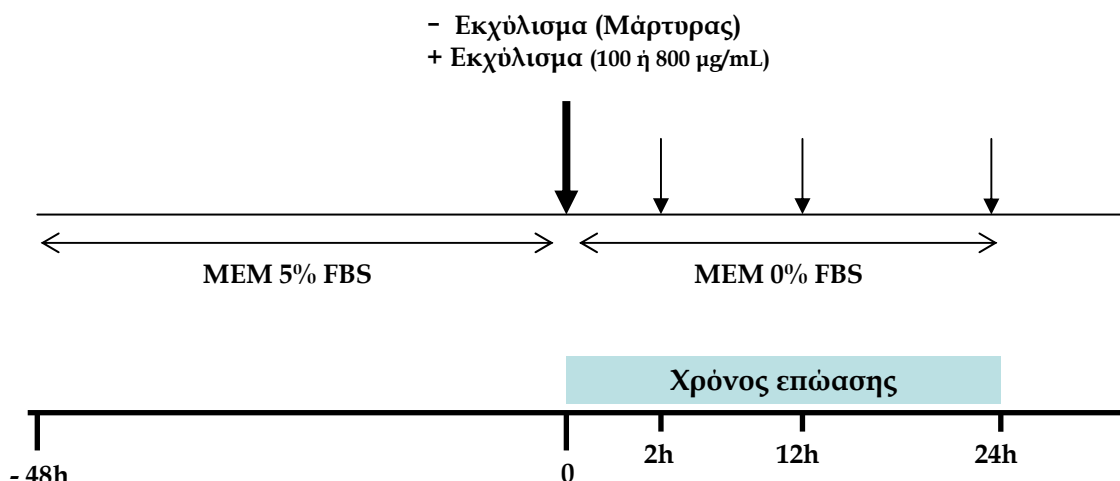 - Εκχύλισμα (Μάρτυρας)
+ Εκχύλισμα (100 ή 800 μg/mL)
MEM 5% FBS
MEM 0% FBS
Χρόνος επώασης
- 48h
0
2h
12h
24h